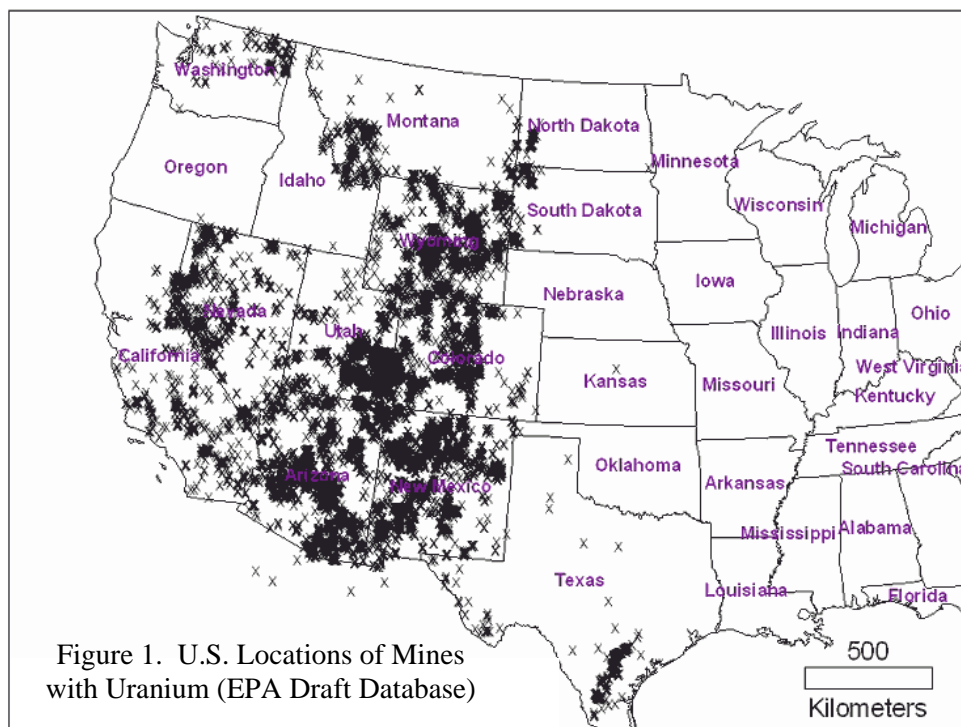 Washington
Montana
North Dakota
Minnesota
Oregon
Idaho
Wisconsin
South Dakota
Michigan
Wyoming
Iowa
Nebraska
Nevada
Utah
Illinois
Indiana
Ohio
California
Colorado
Kansas
Missouri
West Virginia
Kentucky
Tennessee
Oklahoma
South Carolina
Arizona
New Mexico
Arkansas
Mississippi
Alabama
Texas
Louisiana
Florida
Figure 1. U.S. Locations of Mines
with Uranium (EPA Draft Database)
500
Kilometers